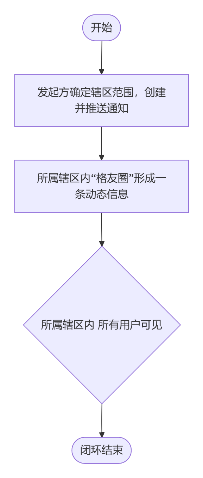 开始
发起方确定辖区范围，创建
并推送通知
所属辖区内“格友圈”形成一
条动态信息
所属辖区内 所有用户可见
闭环结束